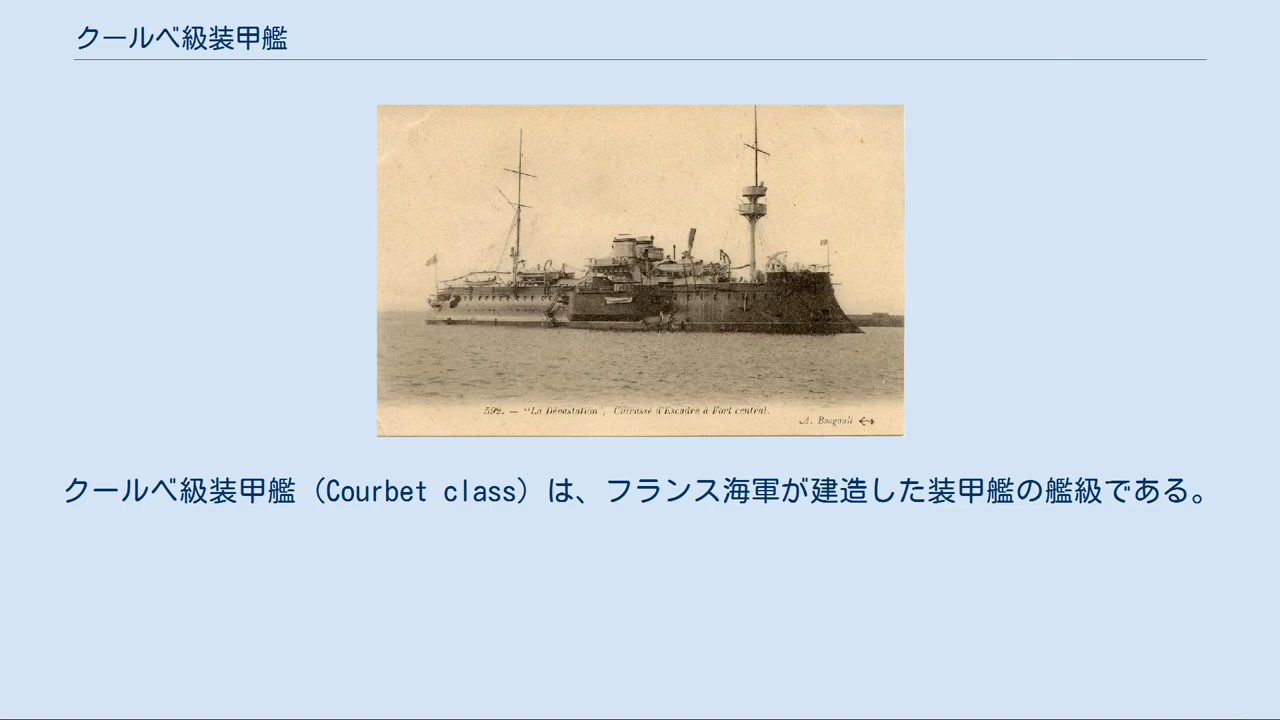 クールベ級装甲艦
592. — "La Dévastation", Cuirassé d'Escadre à Fort central.
A. Bougault
クールベ級装甲艦（Courbet class）は、フランス海軍が建造した装甲艦の艦級である。